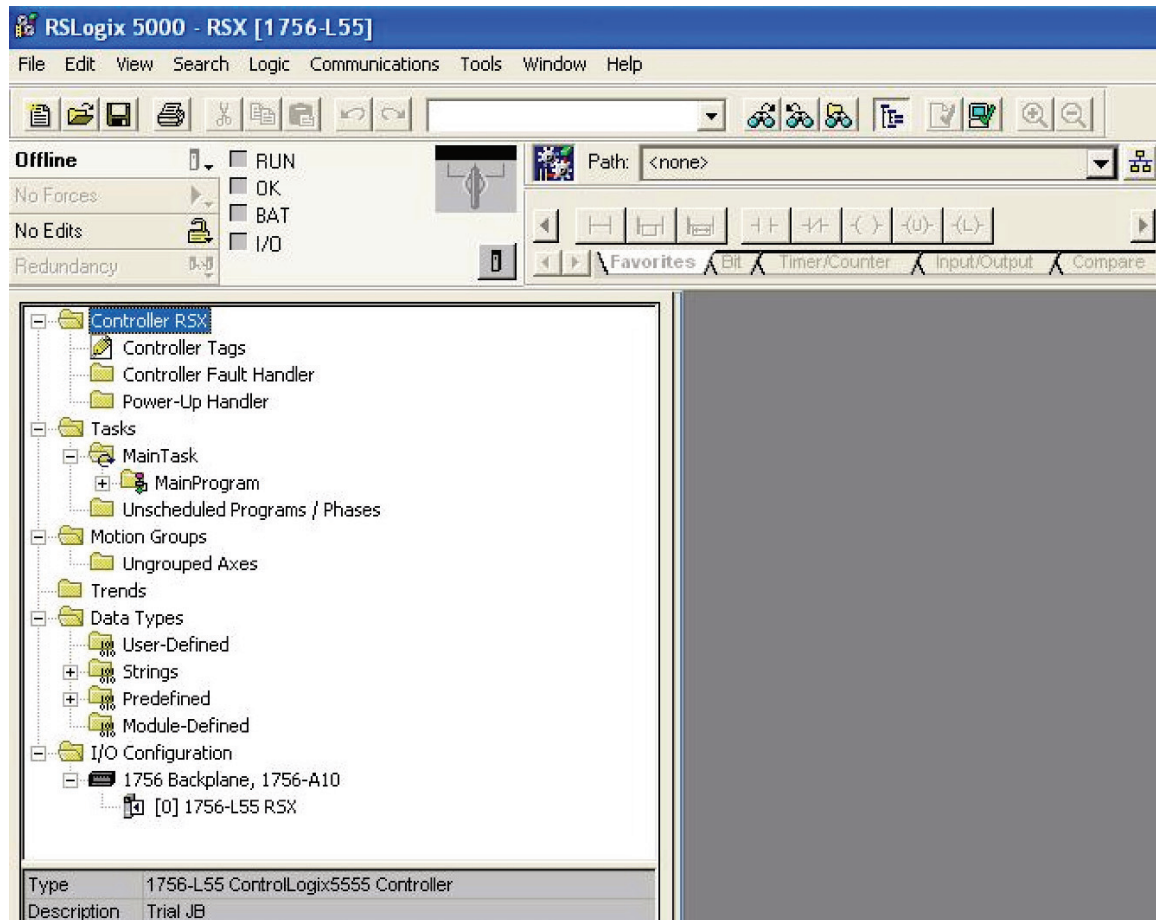 RSLogix 5000 - RSX [1756-L55]
File Edit View Search Logic Communications Tools Window Help
Offline RUN Path: <none>
No Forces OK
No Edits BAT
Redundancy I/O
Favorites Bit Timer/Counter Input/Output Compare
Controller RSX
Controller Tags
Controller Fault Handler
Power-Up Handler
Tasks
MainTask
MainProgram
Unscheduled Programs / Phases
Motion Groups
Ungrouped Axes
Trends
Data Types
User-Defined
Strings
Predefined
Module-Defined
I/O Configuration
1756 Backplane, 1756-A10
[0] 1756-L55 RSX
Type 1756-L55 ControlLogix5555 Controller
Description Trial JB